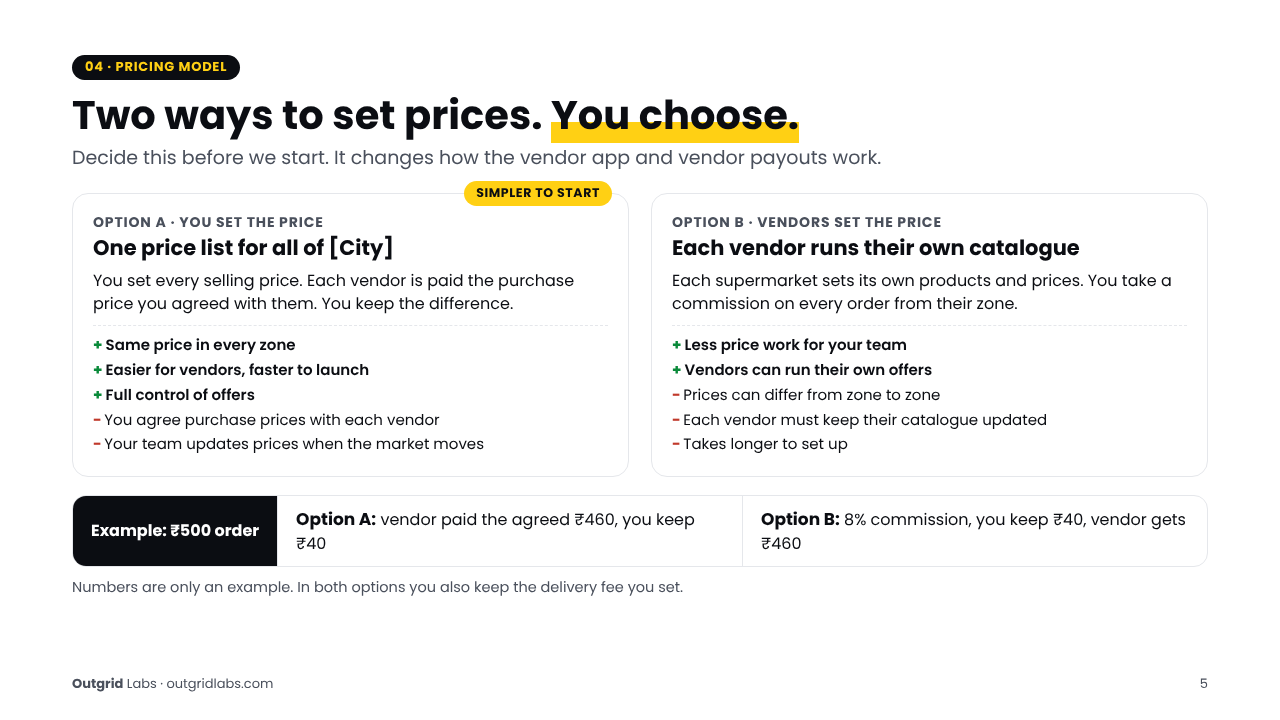 04 · PRICING MODEL
Two ways to set prices. You choose.
Decide this before we start. It changes how the vendor app and vendor payouts work.
SIMPLER TO START
OPTION A · YOU SET THE PRICE
One price list for all of [City]
You set every selling price. Each vendor is paid the purchase
price you agreed with them. You keep the difference.
+ Same price in every zone
+ Easier for vendors, faster to launch
+ Full control of offers
− You agree purchase prices with each vendor
− Your team updates prices when the market moves
OPTION B · VENDORS SET THE PRICE
Each vendor runs their own catalogue
Each supermarket sets its own products and prices. You take a
commission on every order from their zone.
+ Less price work for your team
+ Vendors can run their own offers
− Prices can differ from zone to zone
− Each vendor must keep their catalogue updated
− Takes longer to set up
Example: ₹500 order
Option A: vendor paid the agreed ₹460, you keep
₹40
Option B: 8% commission, you keep ₹40, vendor gets
₹460
Numbers are only an example. In both options you also keep the delivery fee you set.
Outgrid Labs · outgridlabs.com
5